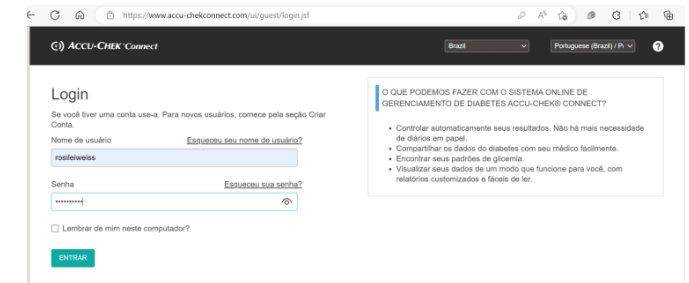 https://www.accu-chekconnect.com/ui/guest/login.jsf
ACCU-CHEK® Connect
Brazil
Portuguese (Brazil) / P
?
Login
Se você tiver uma conta use-a. Para novos usuários, comece pela seção Criar
Conta.
Nome de usuário Esqueceu seu nome de usuário?
rosileiweiss
Senha Esqueceu sua senha?
••••••••••
Lembrar de mim neste computador?
ENTRAR
O QUE PODEMOS FAZER COM O SISTEMA ONLINE DE
GERENCIAMENTO DE DIABETES ACCU-CHEK® CONNECT?
• Controlar automaticamente seus resultados. Não há mais necessidade
de diários em papel.
• Compartilhar os dados do diabetes com seu médico facilmente.
• Encontrar seus padrões de glicemia.
• Visualizar seus dados de um modo que funcione para você, com
relatórios customizados e fáceis de ler.